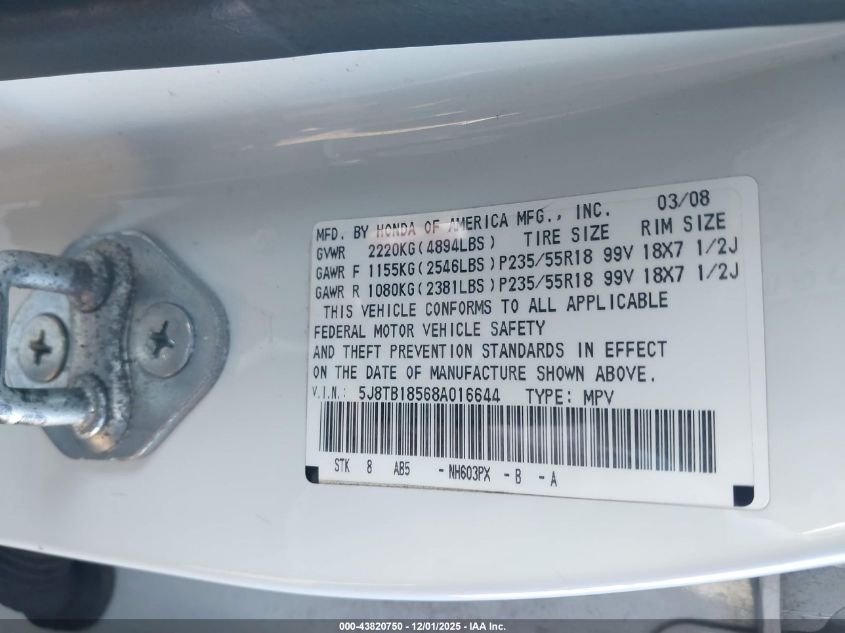 MFD. BY HONDA OF AMERICA MFG., INC. 03/08
GVWR 2220KG(4894LBS) TIRE SIZE RIM SIZE
GAWR F 1155KG(2546LBS)P235/55R18 99V 18X7 1/2J
GAWR R 1080KG(2381LBS)P235/55R18 99V 18X7 1/2J
THIS VEHICLE CONFORMS TO ALL APPLICABLE
FEDERAL MOTOR VEHICLE SAFETY
AND THEFT PREVENTION STANDARDS IN EFFECT
ON THE DATE OF MANUFACTURE SHOWN ABOVE.
V.I.N.: 5J8TB18568A016644 TYPE: MPV
STK 8 AB5 -NH603PX -B -A
000-43820750 - 12/01/2025 - IAA Inc.